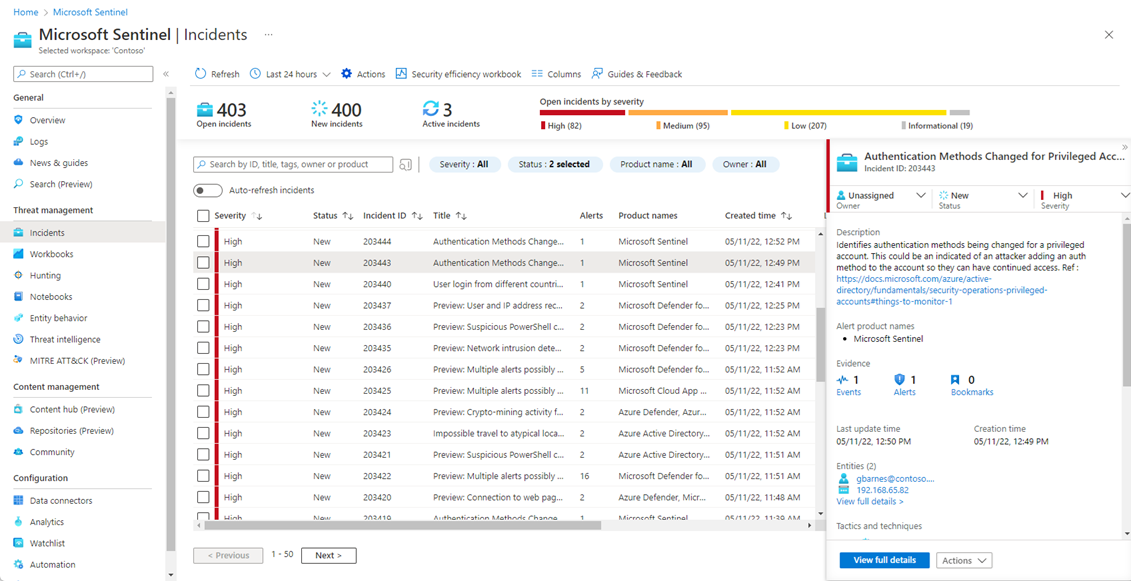 Home > Microsoft Sentinel
Microsoft Sentinel | Incidents ...
Selected workspace: 'Contoso'
Search (Ctrl+/)
General
Overview
Logs
News & guides
Search (Preview)
Threat management
Incidents
Workbooks
Hunting
Notebooks
Entity behavior
Threat intelligence
MITRE ATT&CK (Preview)
Content management
Content hub (Preview)
Repositories (Preview)
Community
Configuration
Data connectors
Analytics
Watchlist
Automation
Refresh Last 24 hours Actions Security efficiency workbook Columns Guides & Feedback
403 400 3
Open incidents New incidents Active incidents
Open incidents by severity
High (82) Medium (95) Low (207) Informational (19)
Search by ID, title, tags, owner or product Severity : All Status : 2 selected Product name : All Owner : All
Auto-refresh incidents
Severity Status Incident ID Title Alerts Product names Created time
High New 203444 Authentication Methods Change... 1 Microsoft Sentinel 05/11/22, 12:52 PM
High New 203443 Authentication Methods Change... 1 Microsoft Sentinel 05/11/22, 12:49 PM
High New 203440 User login from different countri... 1 Microsoft Sentinel 05/11/22, 12:41 PM
High New 203437 Preview: User and IP address rec... 2 Microsoft Defender fo... 05/11/22, 12:25 PM
High New 203436 Preview: Suspicious PowerShell c... 2 Microsoft Defender fo... 05/11/22, 12:23 PM
High New 203435 Preview: Network intrusion dete... 2 Microsoft Defender fo... 05/11/22, 12:23 PM
High New 203426 Preview: Multiple alerts possibly ... 5 Microsoft Defender fo... 05/11/22, 11:52 AM
High New 203425 Preview: Multiple alerts possibly ... 11 Microsoft Cloud App ... 05/11/22, 11:52 AM
High New 203424 Preview: Crypto-mining activity f... 2 Azure Defender, Azur... 05/11/22, 11:52 AM
High New 203423 Impossible travel to atypical loca... 2 Azure Active Directory... 05/11/22, 11:52 AM
High New 203421 Preview: Suspicious PowerShell c... 2 Azure Active Directory... 05/11/22, 11:51 AM
High New 203422 Preview: Multiple alerts possibly ... 16 Microsoft Defender fo... 05/11/22, 11:51 AM
High New 203420 Preview: Connection to web pag... 2 Azure Defender, Micr... 05/11/22, 11:48 AM
High New 203419 Authentication Methods Change... 1 Microsoft Sentinel 05/11/22, 11:39 AM
< Previous 1 - 50 Next >
Authentication Methods Changed for Privileged Acc...
Incident ID: 203443
Unassigned New High
Owner Status Severity
Description
Identifies authentication methods being changed for a privileged
account. This could be an indicated of an attacker adding an auth
method to the account so they can have continued access. Ref :
https://docs.microsoft.com/azure/active-
directory/fundamentals/security-operations-privileged-
accounts#things-to-monitor-1
Alert product names
• Microsoft Sentinel
Evidence
1 1 0
Events Alerts Bookmarks
Last update time Creation time
05/11/22, 12:50 PM 05/11/22, 12:49 PM
Entities (2)
gbarnes@contoso....
192.168.65.82
View full details >
Tactics and techniques
View full details Actions